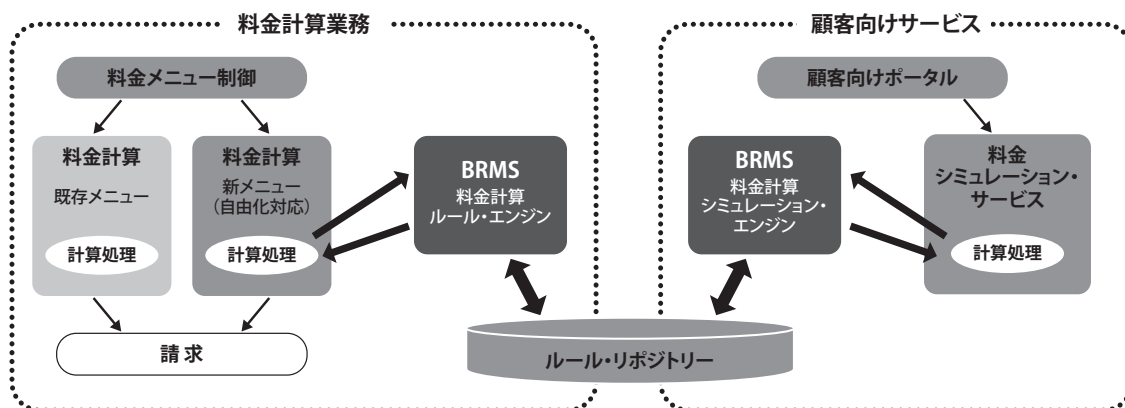 料金計算業務
料金メニュー制御
料金計算
既存メニュー
計算処理
料金計算
新メニュー
（自由化対応）
計算処理
請 求
BRMS
料金計算
ルール・エンジン
ルール・リポジトリー
顧客向けサービス
顧客向けポータル
BRMS
料金計算
シミュレーション・
エンジン
料金
シミュレーション・
サービス
計算処理